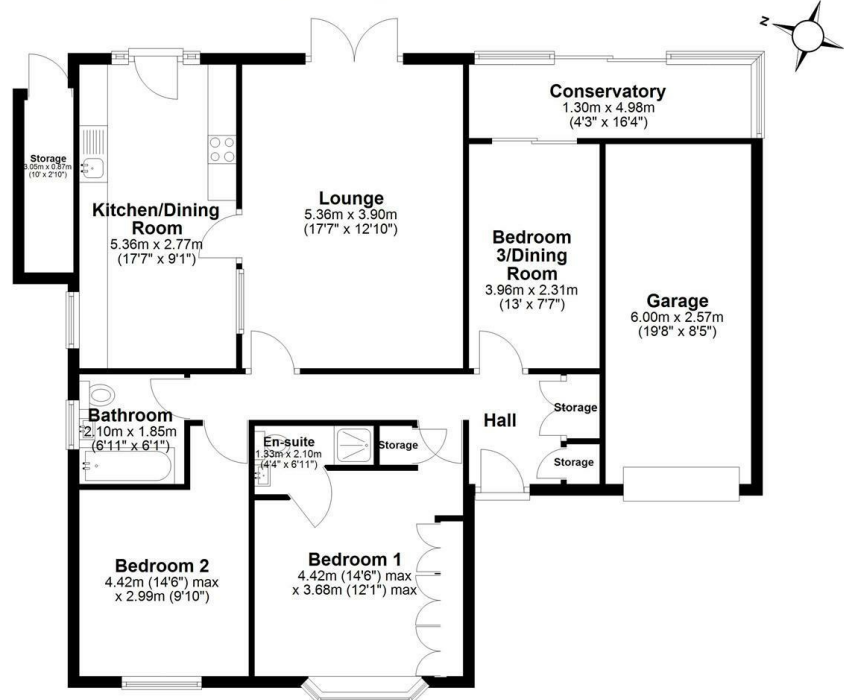 N
Conservatory
1.30m x 4.98m
(4'3" x 16'4")
Storage
3.05m x 0.87m
(10' x 2'10")
Kitchen/Dining
Room
5.36m x 2.77m
(17'7" x 9'1")
Lounge
5.36m x 3.90m
(17'7" x 12'10")
Bedroom
3/Dining
Room
3.96m x 2.31m
(13' x 7'7")
Garage
6.00m x 2.57m
(19'8" x 8'5")
Bathroom
2.10m x 1.85m
(6'11" x 6'1")
En-suite
1.33m x 2.10m
(4'4" x 6'11")
Storage
Hall
Storage
Storage
Bedroom 2
4.42m (14'6") max
x 2.99m (9'10")
Bedroom 1
4.42m (14'6") max
x 3.68m (12'1") max